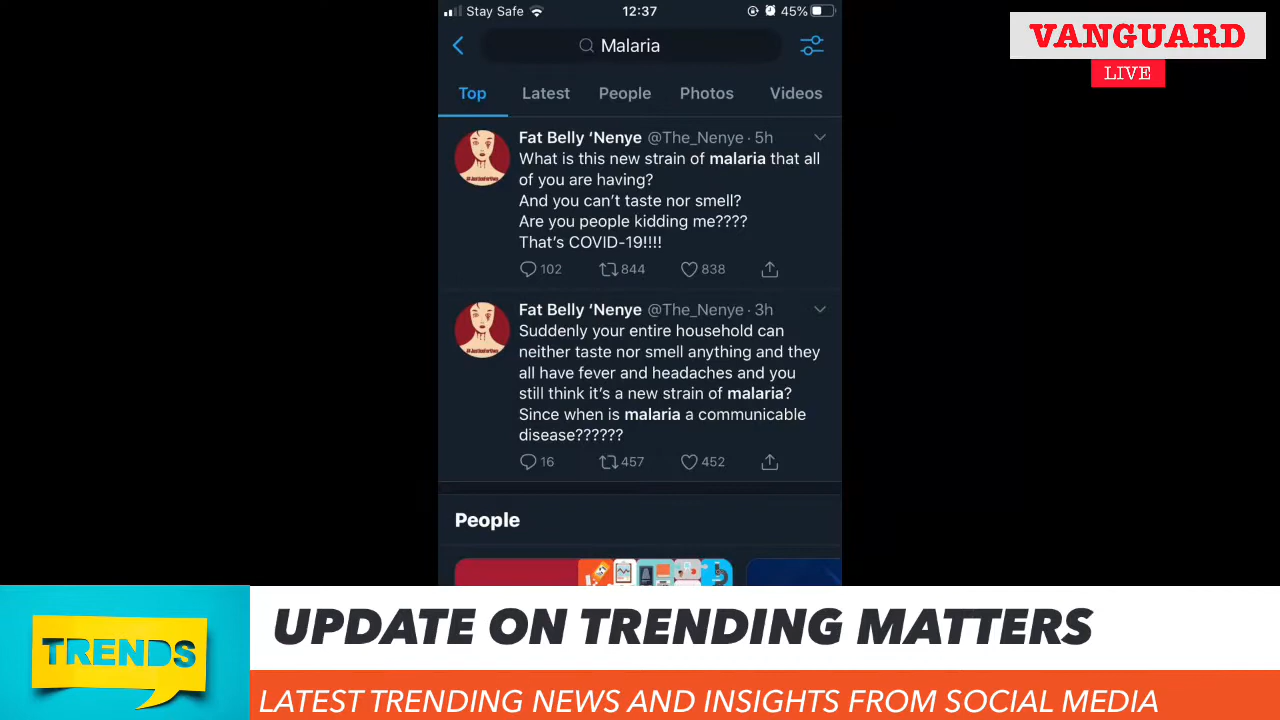 Stay Safe 12:37 45%
VANGUARD
LIVE
Malaria
Top Latest People Photos Videos
Fat Belly ‘Nenye @The_Nenye · 5h
What is this new strain of malaria that all
of you are having?
And you can’t taste nor smell?
Are you people kidding me????
That’s COVID-19!!!!
102 844 838
Fat Belly ‘Nenye @The_Nenye · 3h
Suddenly your entire household can
neither taste nor smell anything and they
all have fever and headaches and you
still think it’s a new strain of malaria?
Since when is malaria a communicable
disease??????
16 457 452
People
TRENDS
UPDATE ON TRENDING MATTERS
LATEST TRENDING NEWS AND INSIGHTS FROM SOCIAL MEDIA